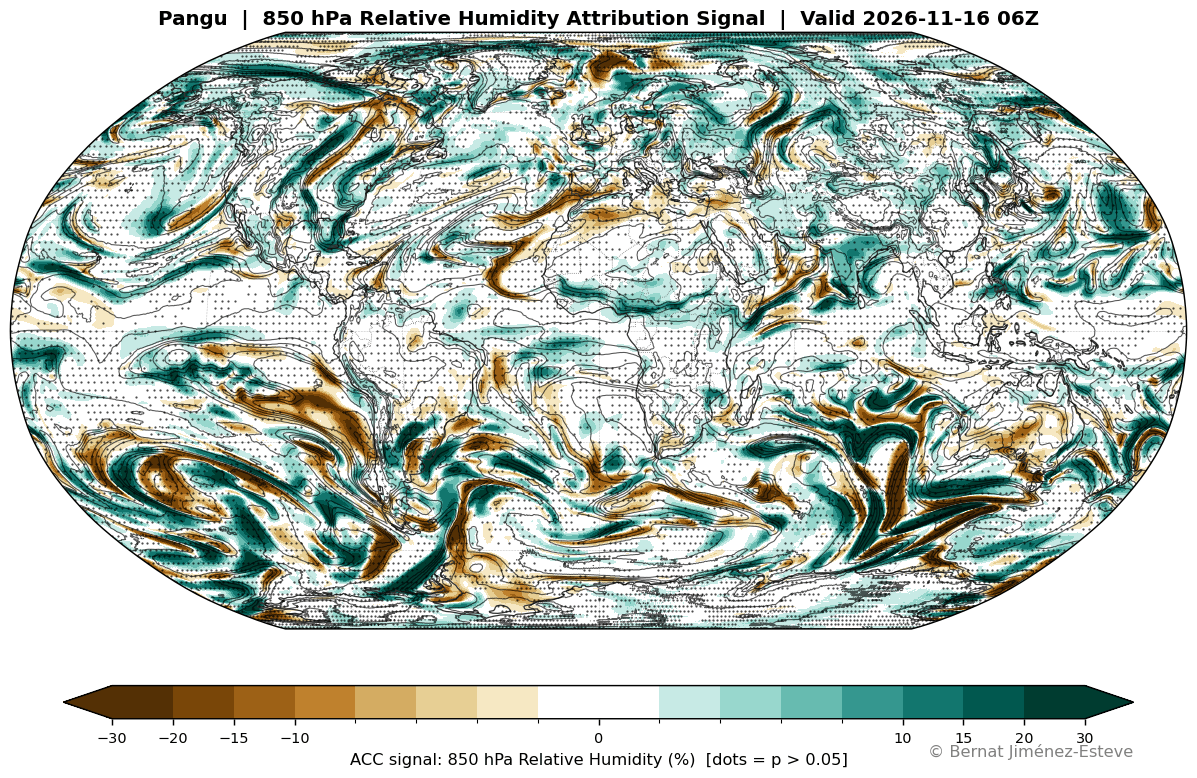 Pangu | 850 hPa Relative Humidity Attribution Signal | Valid 2026-11-16 06Z
−30 −20 −15 −10 0 10 15 20 30
© Bernat Jiménez-Esteve
ACC signal: 850 hPa Relative Humidity (%) [dots = p > 0.05]